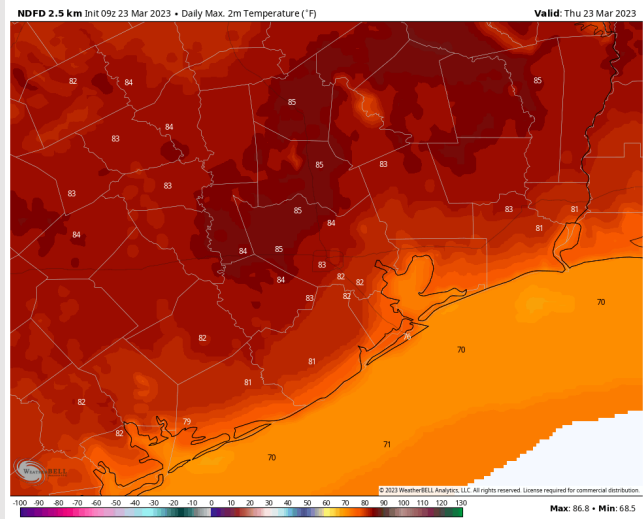 NDFD 2.5 km Init 09z 23 Mar 2023 • Daily Max. 2m Temperature (°F)
Valid: Thu 23 Mar 2023
82 84 85 85
83 84
83 83 85 83
84 85 84 83 81
84 85 81
83
84 82 82
83 82 70
82 76
70
81
81
82
79
82
70 71
WeatherBELL
© 2023 WeatherBELL Analytics, LLC. All rights reserved. License required for commercial distribution.
-100 -90 -80 -70 -60 -50 -40 -30 -20 -10 0 10 20 30 40 50 60 70 80 90 100 110 120 130
Max: 86.8 • Min: 68.5